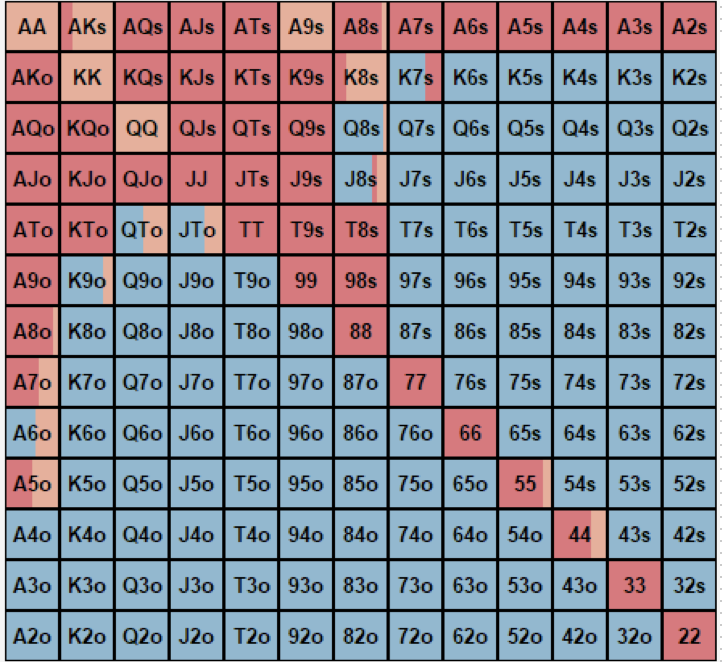 AA AKs AQs AJs ATs A9s A8s A7s A6s A5s A4s A3s A2s
AKo KK KQs KJs KTs K9s K8s K7s K6s K5s K4s K3s K2s
AQo KQo QQ QJs QTs Q9s Q8s Q7s Q6s Q5s Q4s Q3s Q2s
AJo KJo QJo JJ JTs J9s J8s J7s J6s J5s J4s J3s J2s
ATo KTo QTo JTo TT T9s T8s T7s T6s T5s T4s T3s T2s
A9o K9o Q9o J9o T9o 99 98s 97s 96s 95s 94s 93s 92s
A8o K8o Q8o J8o T8o 98o 88 87s 86s 85s 84s 83s 82s
A7o K7o Q7o J7o T7o 97o 87o 77 76s 75s 74s 73s 72s
A6o K6o Q6o J6o T6o 96o 86o 76o 66 65s 64s 63s 62s
A5o K5o Q5o J5o T5o 95o 85o 75o 65o 55 54s 53s 52s
A4o K4o Q4o J4o T4o 94o 84o 74o 64o 54o 44 43s 42s
A3o K3o Q3o J3o T3o 93o 83o 73o 63o 53o 43o 33 32s
A2o K2o Q2o J2o T2o 92o 82o 72o 62o 52o 42o 32o 22